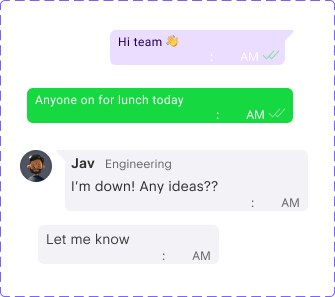 Hi team 👋
: AM
Anyone on for lunch today
: AM
Jav Engineering
I'm down! Any ideas??
: AM
Let me know
: AM